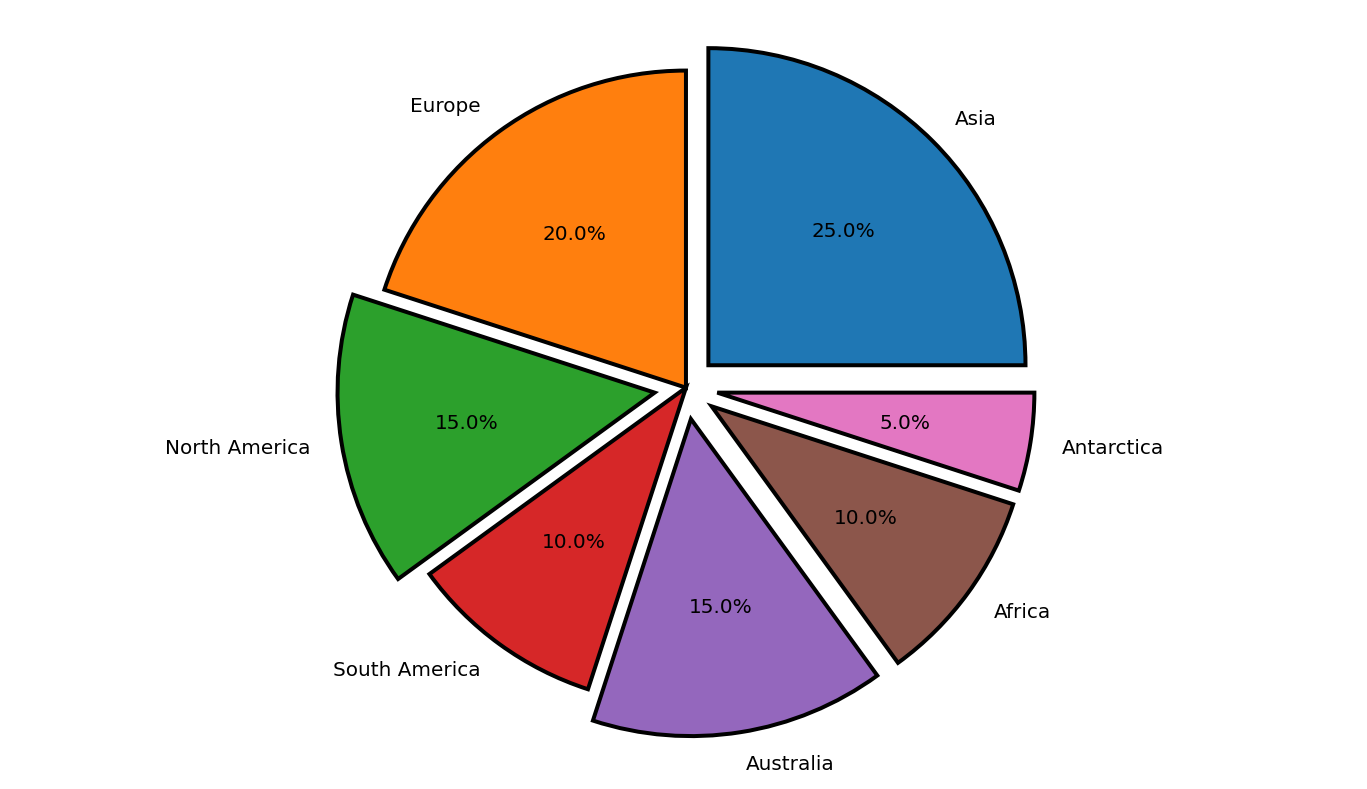 Europe
Asia
25.0%
20.0%
15.0%
5.0%
North America
Antarctica
10.0%
10.0%
15.0%
Africa
South America
Australia